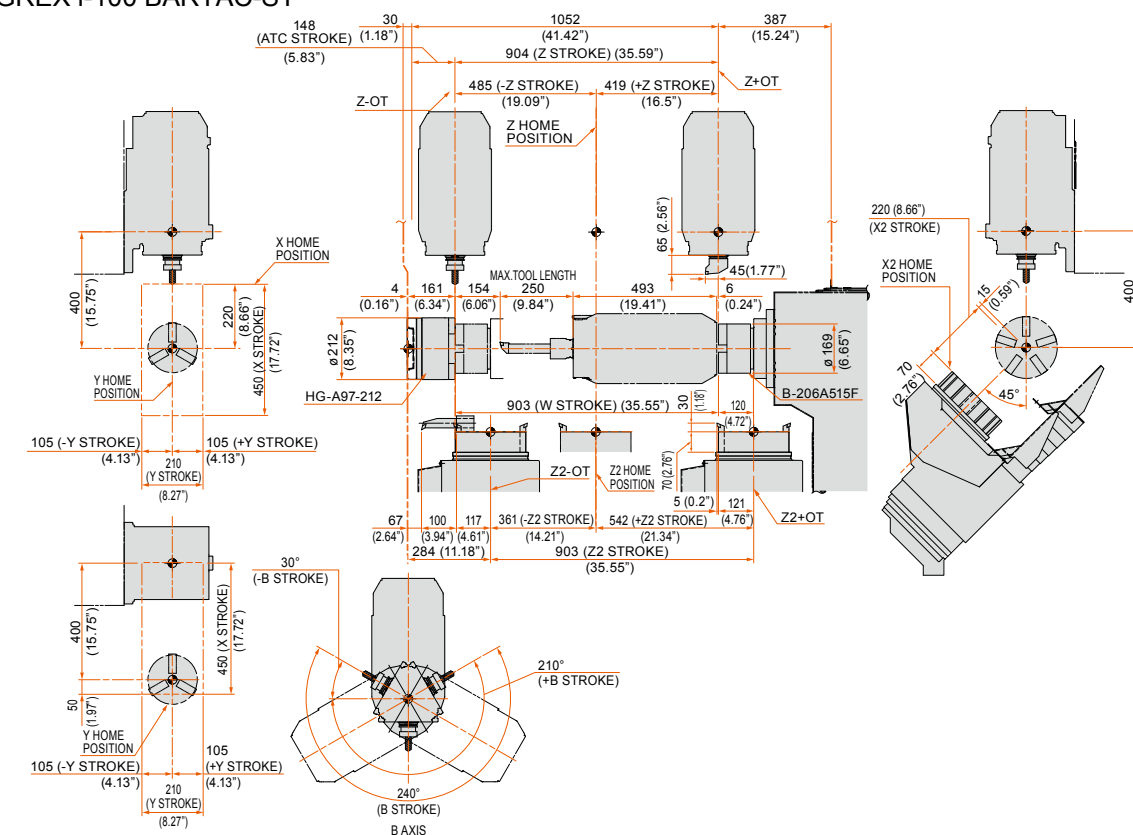 148
(ATC STROKE)
(5.83")
30
(1.18")
1052
(41.42")
387
(15.24")
904 (Z STROKE) (35.59")
485 (-Z STROKE)
(19.09")
419 (+Z STROKE)
(16.5")
Z+OT
Z-OT
Z HOME
POSITION
X HOME
POSITION
400
(15.75")
220
(8.66")
450 (X STROKE)
(17.72")
Y HOME
POSITION
105 (-Y STROKE)
(4.13")
105 (+Y STROKE)
(4.13")
210
(Y STROKE)
(8.27")
65 (2.56")
45(1.77")
MAX.TOOL LENGTH
4
(0.16")
161
(6.34")
154
(6.06")
250
(9.84")
493
(19.41")
6
(0.24")
ø212
(8.35")
ø169
(6.65")
HG-A97-212
B-206A515F
903 (W STROKE) (35.55")
30
(1.18")
120
(4.72")
70 (2.76")
Z2-OT
Z2 HOME
POSITION
5 (0.2")
121
(4.76")
Z2+OT
67
(2.64")
100
(3.94")
117
(4.61")
361 (-Z2 STROKE)
(14.21")
542 (+Z2 STROKE)
(21.34")
284 (11.18")
903 (Z2 STROKE)
(35.55")
220 (8.66")
(X2 STROKE)
X2 HOME
POSITION
15
(0.59")
400
70
(2.76")
45°
400
(15.75")
450 (X STROKE)
(17.72")
50
(1.97")
Y HOME
POSITION
105 (-Y STROKE)
(4.13")
105
(+Y STROKE)
(4.13")
210
(Y STROKE)
(8.27")
30°
(-B STROKE)
210°
(+B STROKE)
240°
(B STROKE)
B AXIS